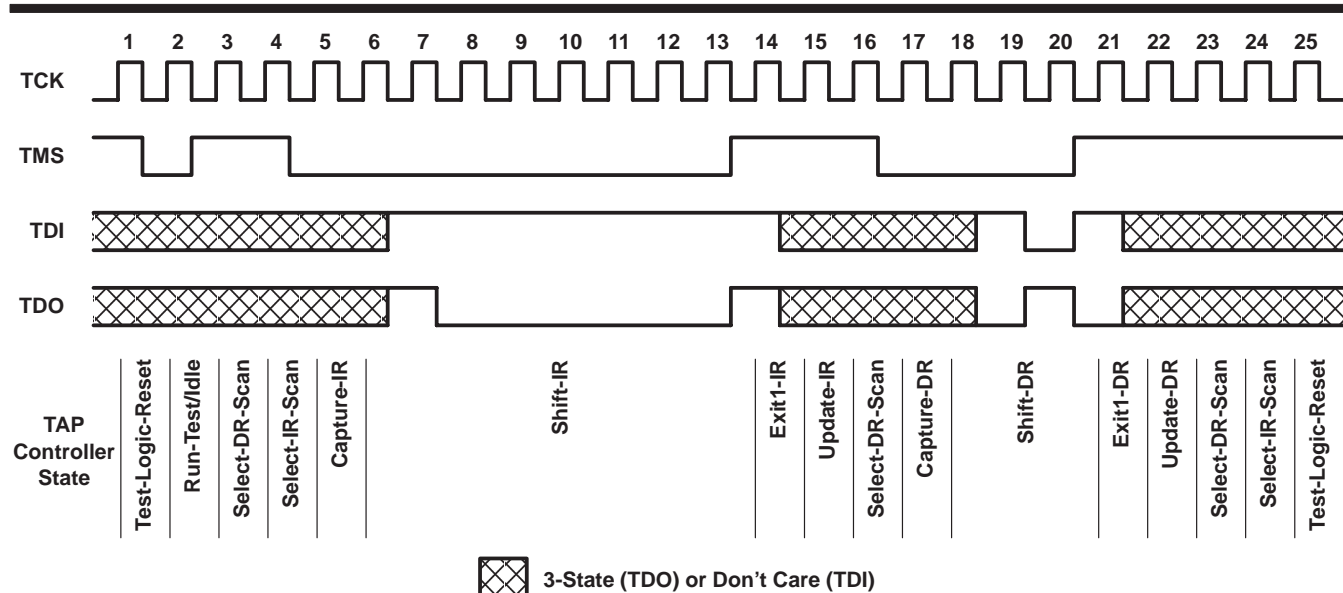 1 2 3 4 5 6 7 8 9 10 11 12 13 14 15 16 17 18 19 20 21 22 23 24 25
TCK
TMS
TDI
TDO
TAP
Controller
State
Test-Logic-Reset
Run-Test/Idle
Select-DR-Scan
Select-IR-Scan
Capture-IR
Shift-IR
Exit1-IR
Update-IR
Select-DR-Scan
Capture-DR
Shift-DR
Exit1-DR
Update-DR
Select-DR-Scan
Select-IR-Scan
Test-Logic-Reset
3-State (TDO) or Don’t Care (TDI)